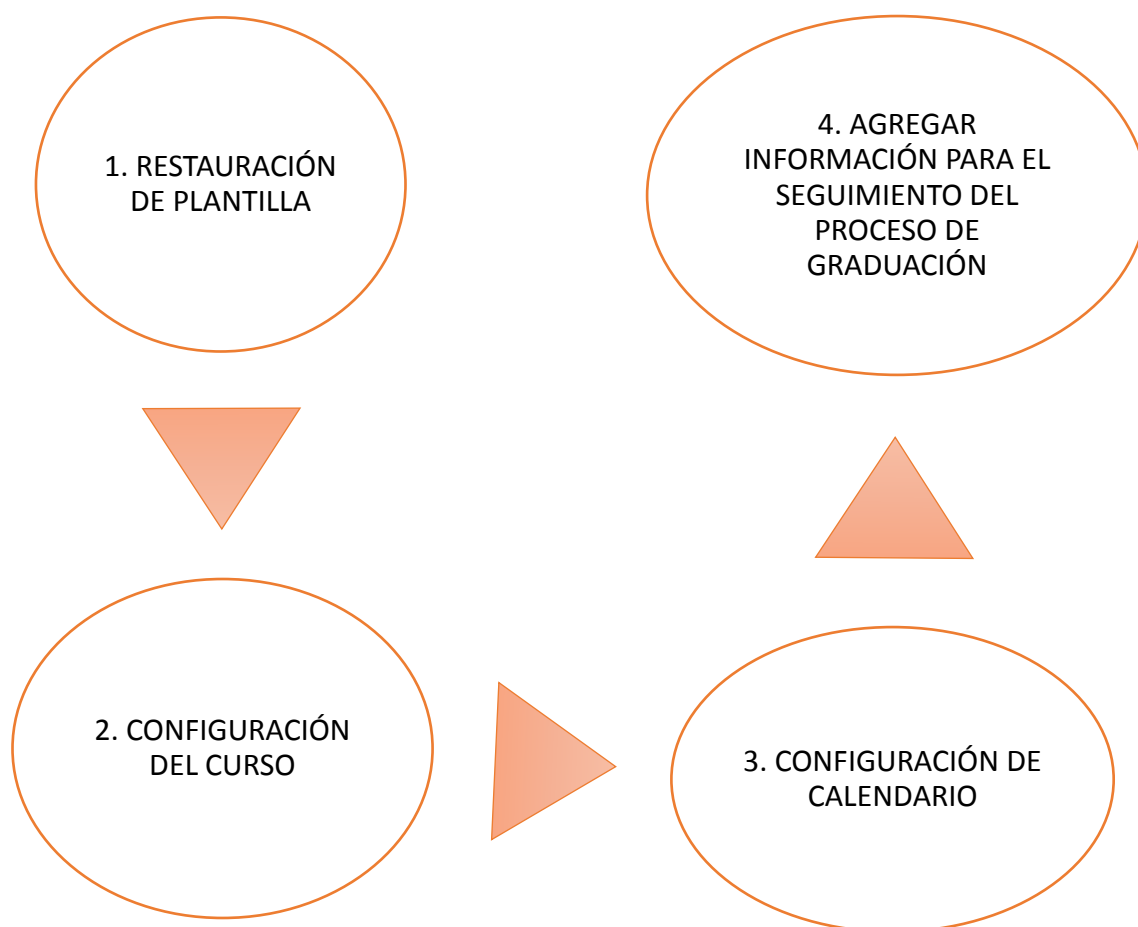 1. RESTAURACIÓN
DE PLANTILLA
2. CONFIGURACIÓN
DEL CURSO
3. CONFIGURACIÓN DE
CALENDARIO
4. AGREGAR
INFORMACIÓN PARA EL
SEGUIMIENTO DEL
PROCESO DE
GRADUACIÓN